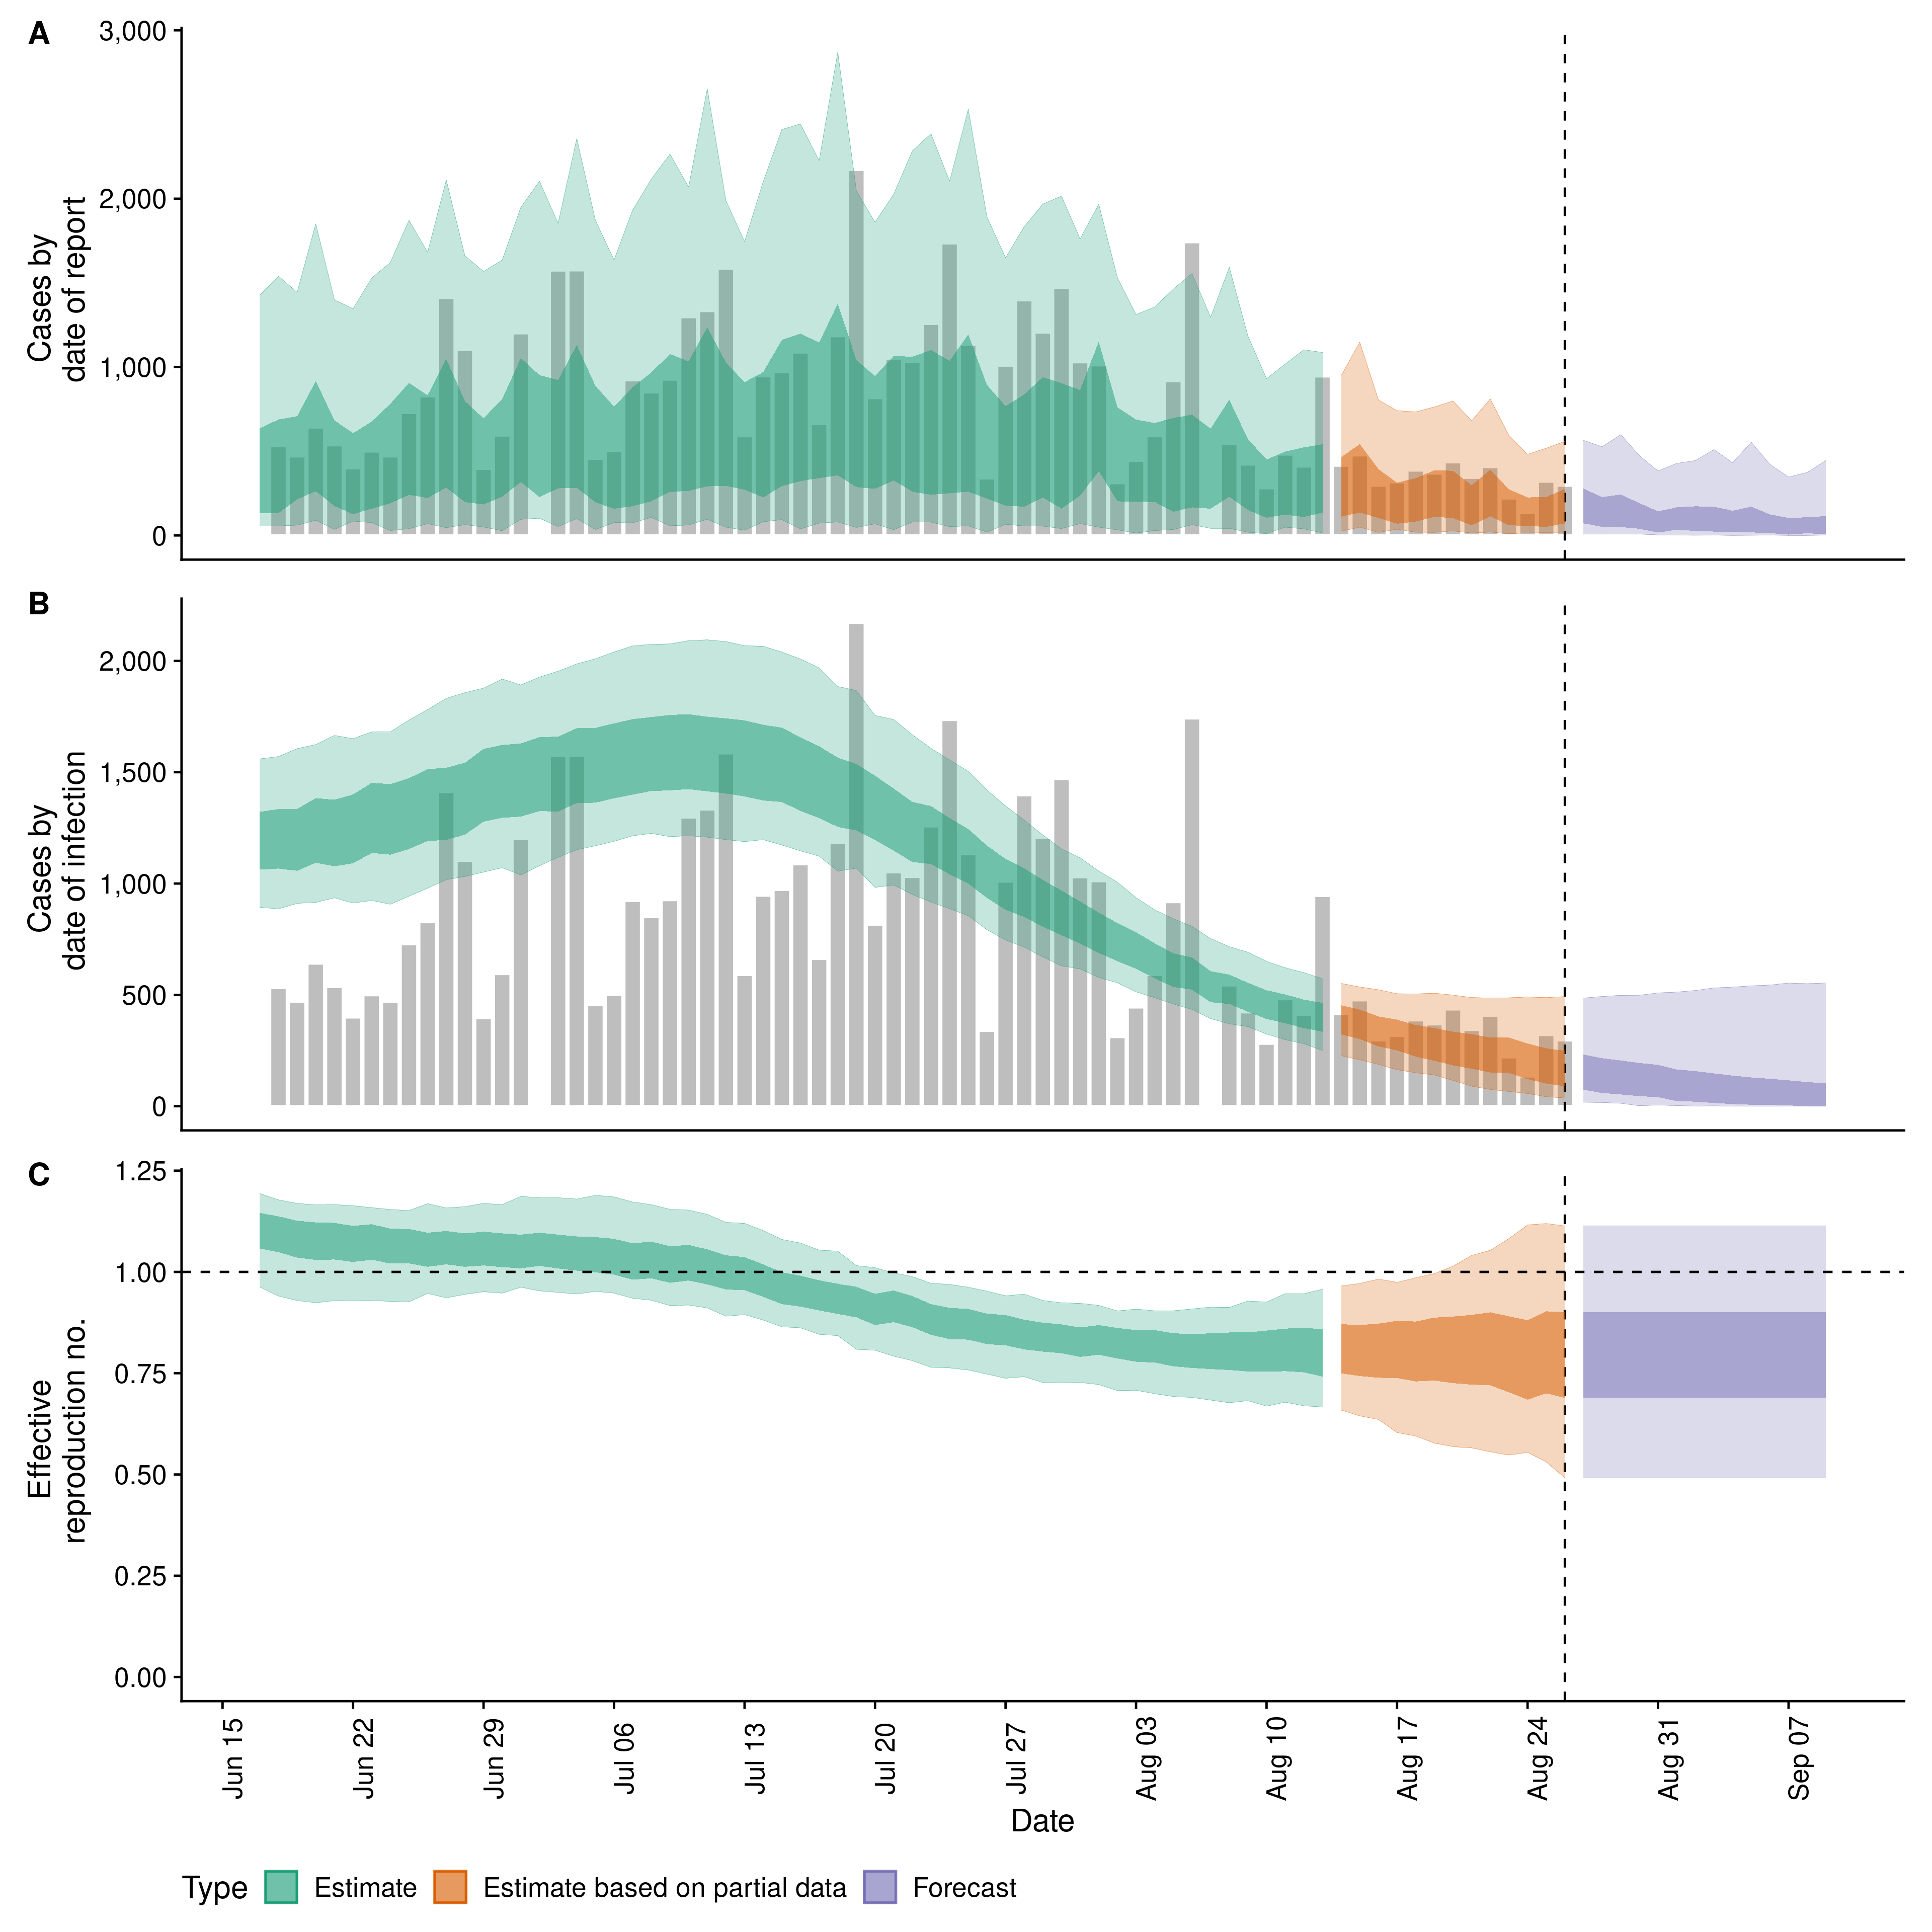 A
3,000
2,000
1,000
0
Cases by
date of report
B
2,000
1,500
1,000
500
0
Cases by
date of infection
C
1.25
1.00
0.75
0.50
0.25
0.00
Effective
reproduction no.
Jun 15
Jun 22
Jun 29
Jul 06
Jul 13
Jul 20
Jul 27
Aug 03
Aug 10
Aug 17
Aug 24
Aug 31
Sep 07
Date
Type Estimate Estimate based on partial data Forecast